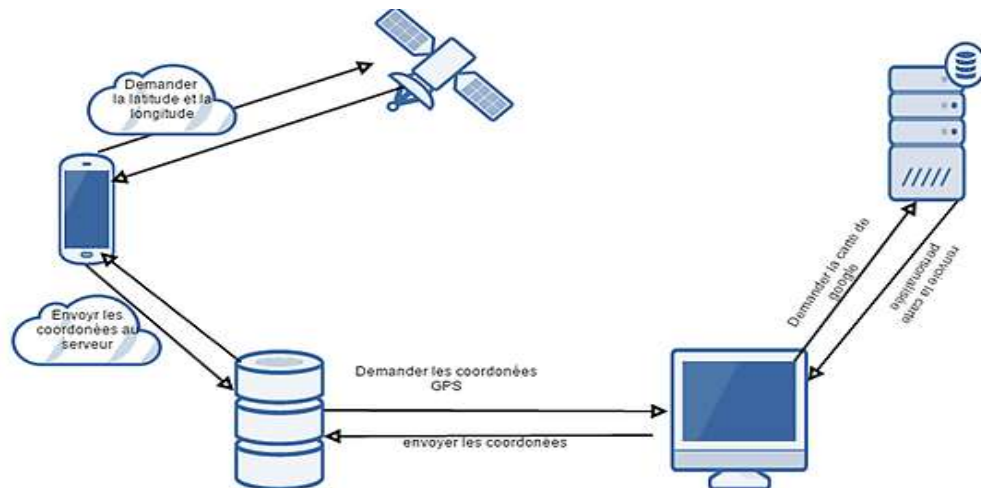 Demander
la latitude et la
lóngitude
Envoyr les
coordonées au
serveur
Demander les coordonées
GPS
envoyer les coordonées
Demander la carte de
google
renvoie la carte
personalisée